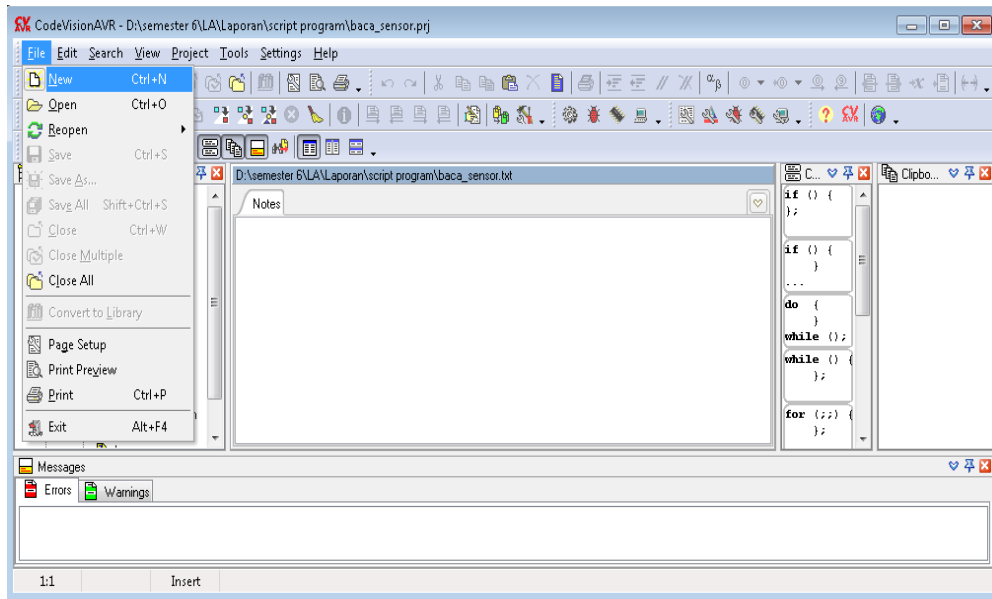 CodeVisionAVR - D:\semester 6\LA\Laporan\script program\baca_sensor.prj
File Edit Search View Project Tools Settings Help
New Ctrl+N
Open Ctrl+O
Reopen
Save Ctrl+S
Save As...
Save All Shift+Ctrl+S
Close Ctrl+W
Close Multiple
Close All
Convert to Library
Page Setup
Print Preview
Print Ctrl+P
Exit Alt+F4
D:\semester 6\LA\Laporan\script program\baca_sensor.txt
Notes
C...
if () {
};
if () {
}
...
do {
}
while ();
while () {
};
for (;;) {
};
Clipbo...
Messages
Errors Warnings
1:1 Insert